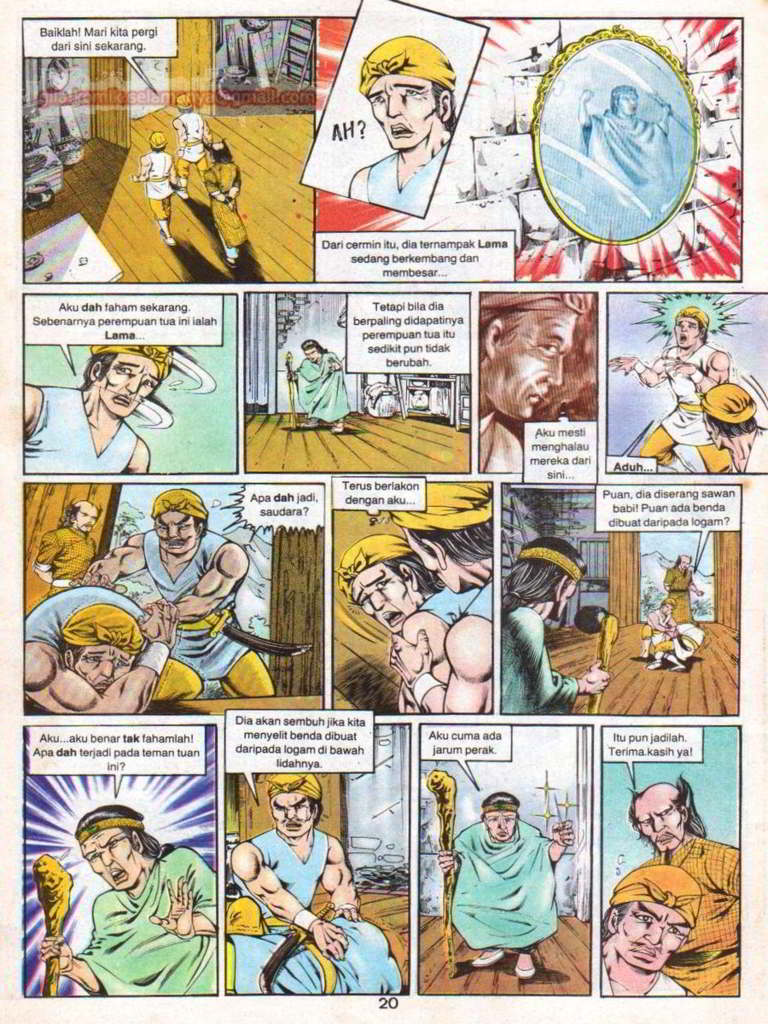 Baiklah! Mari kita pergi
dari sini sekarang.
AH?
Dari cermin itu, dia ternampak Lama
sedang berkembang dan
membesar...
Aku dah faham sekarang.
Sebenarnya perempuan tua ini ialah
Lama...
Tetapi bila dia
berpaling didapatinya
perempuan tua itu
sedikit pun tidak
berubah.
Aku mesti
menghalau
mereka dari
sini...
Aduh...
Apa dah jadi,
saudara?
Terus berlakon
dengan aku...
Puan, dia diserang sawan
babi! Puan ada benda
dibuat daripada logam?
Aku...aku benar tak fahamlah!
Apa dah terjadi pada teman tuan
ini?
Dia akan sembuh jika kita
menyelit benda dibuat
daripada logam di bawah
lidahnya.
Aku cuma ada
jarum perak.
Itu pun jadilah.
Terima.kasih ya!
20